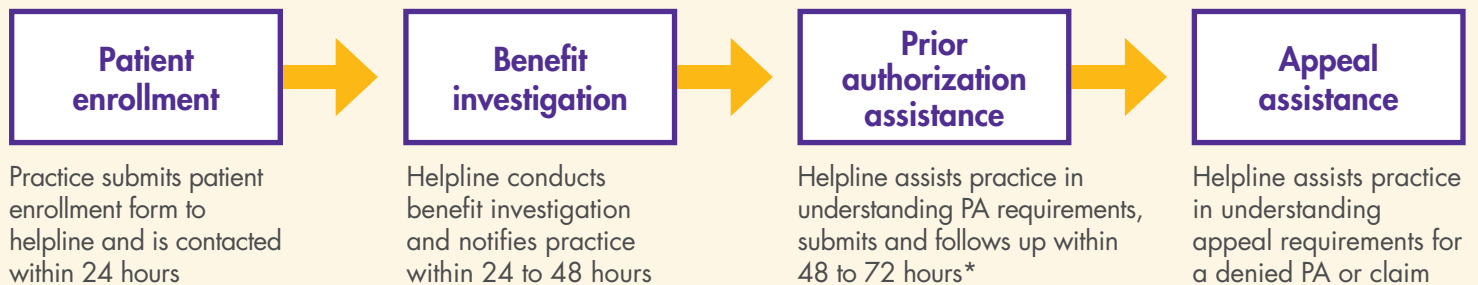 Patient
enrollment
Practice submits patient
enrollment form to
helpline and is contacted
within 24 hours
Benefit
investigation
Helpline conducts
benefit investigation
and notifies practice
within 24 to 48 hours
Prior
authorization
assistance
Helpline assists practice in
understanding PA requirements,
submits and follows up within
48 to 72 hours*
Appeal
assistance
Helpline assists practice
in understanding
appeal requirements for
a denied PA or claim